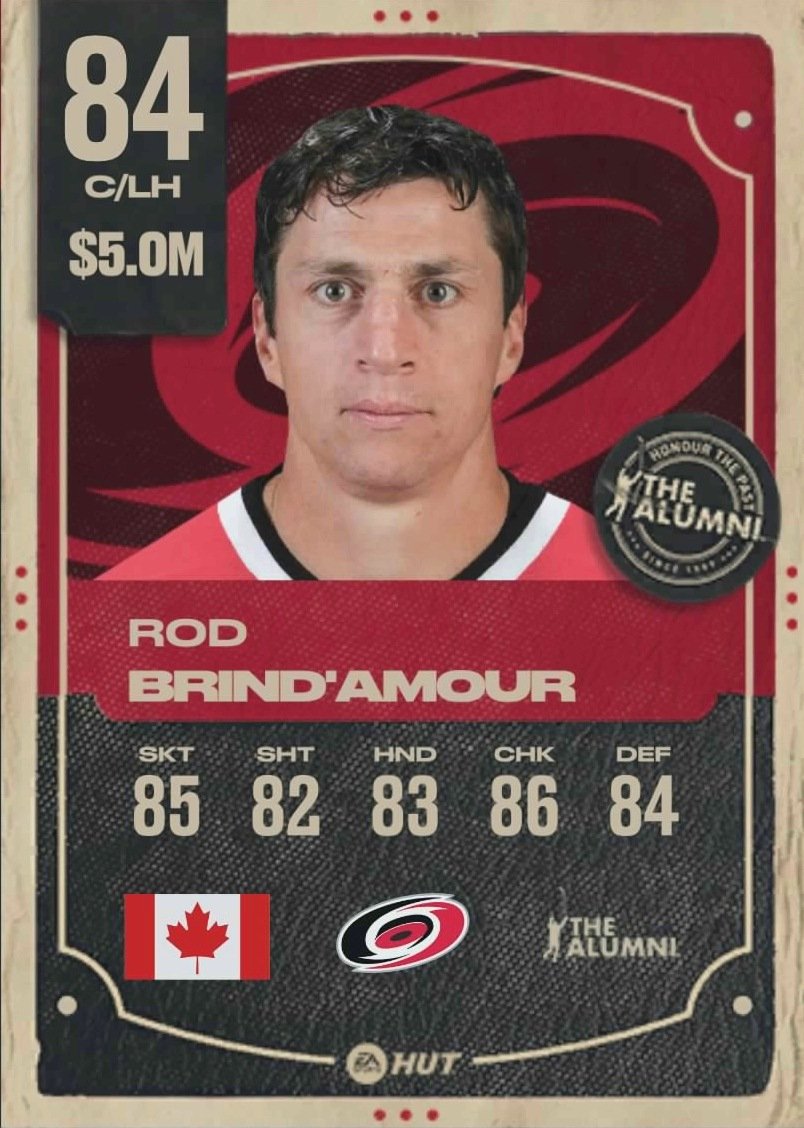 84
C/LH
$5.0M
HONOUR THE PAST
THE
ALUMNI
ROD
BRIND'AMOUR
SKT SHT HND CHK DEF
85 82 83 86 84
THE
ALUMNI
EA
HUT